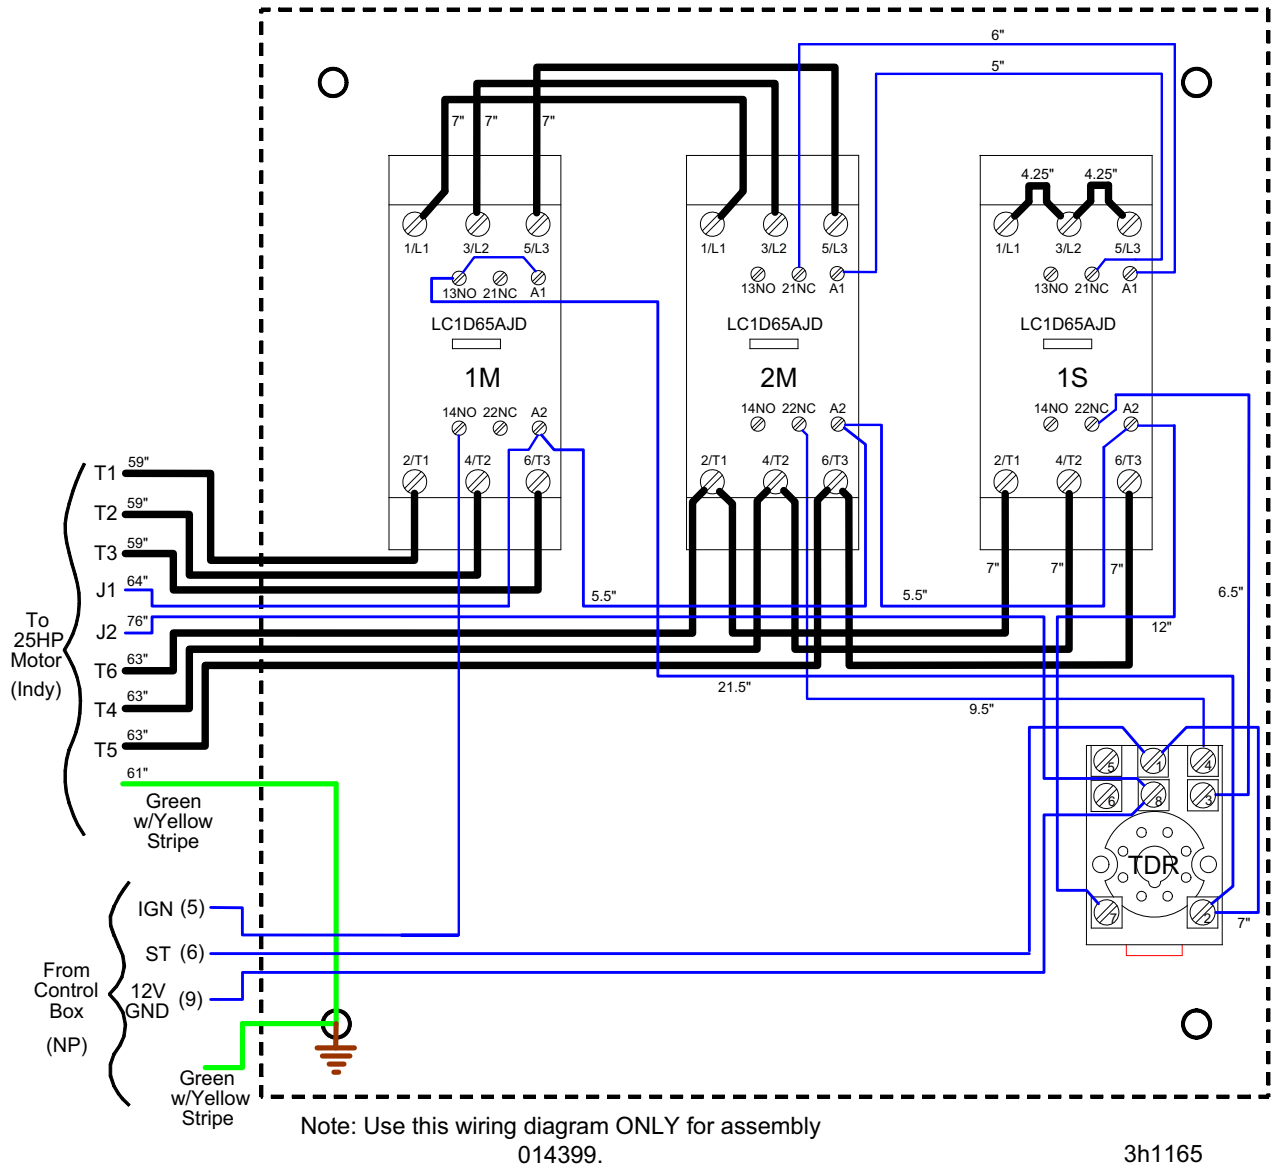 6"
5"
7" 7" 7"
4.25" 4.25"
1/L1 3/L2 5/L3
1/L1 3/L2 5/L3
1/L1 3/L2 5/L3
13NO 21NC A1
13NO 21NC A1
13NO 21NC A1
LC1D65AJD
LC1D65AJD
LC1D65AJD
1M
2M
1S
14NO 22NC A2
14NO 22NC A2
14NO 22NC A2
2/T1 4/T2 6/T3
2/T1 4/T2 6/T3
2/T1 4/T2 6/T3
T1 59"
T2 59"
T3 59"
J1 64"
J2 76"
T6 63"
T4 63"
T5 63"
61"
To
25HP
Motor
(Indy)
Green
w/Yellow
Stripe
5.5"
5.5"
7" 7" 7"
6.5"
12"
21.5"
9.5"
5 1 4
6 8 3
TDR
7 2
7"
IGN (5)
ST (6)
12V
GND (9)
From
Control
Box
(NP)
Green
w/Yellow
Stripe
Note: Use this wiring diagram ONLY for assembly
014399.
3h1165